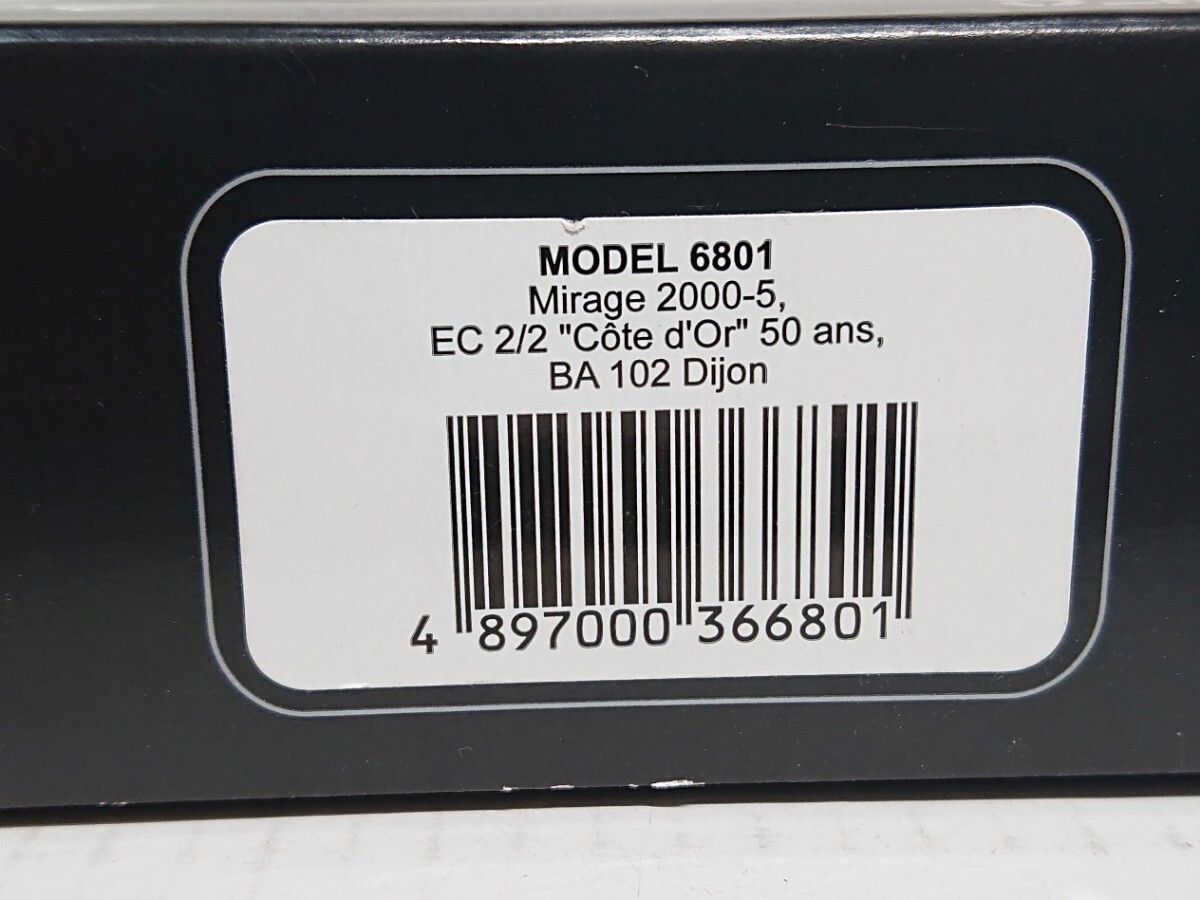 MODEL 6801
Mirage 2000-5,
EC 2/2 "Côte d'Or" 50 ans,
BA 102 Dijon
4 897000 366801